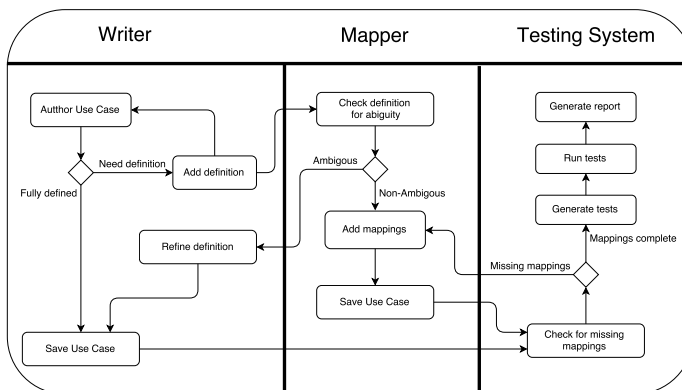 Writer
Mapper
Testing System
Autthor Use Case
Need definition
Fully defined
Add definition
Refine definition
Save Use Case
Check definition
for abiguity
Ambigous
Non-Ambigous
Add mappings
Save Use Case
Generate report
Run tests
Generate tests
Mappings complete
Missing mappings
Check for missing
mappings